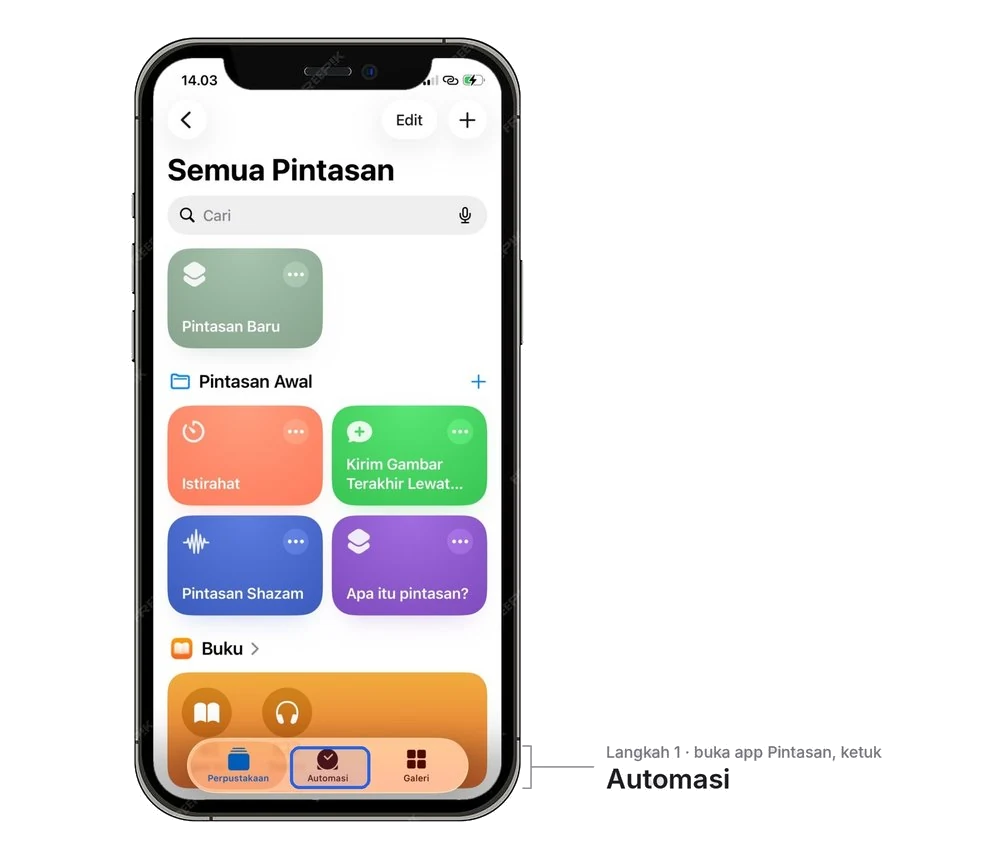 14.03
Edit
Semua Pintasan
Cari
Pintasan Baru
Pintasan Awal
Istirahat
Kirim Gambar
Terakhir Lewat...
Pintasan Shazam
Apa itu pintasan?
Buku
Perpustakaan
Automasi
Galeri
Langkah 1 · buka app Pintasan, ketuk
Automasi